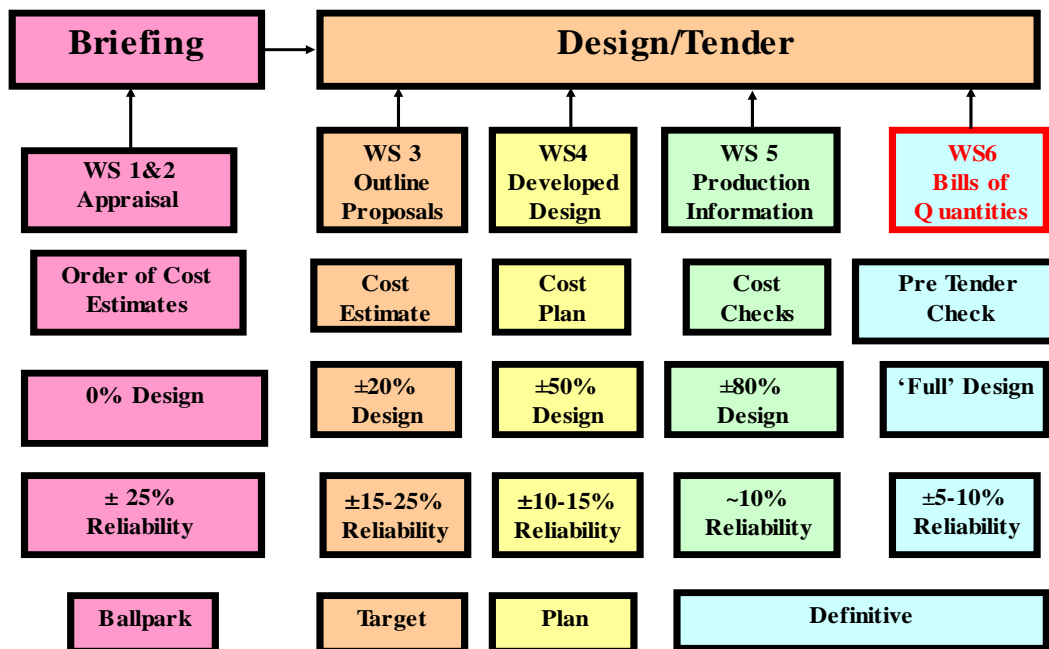 Briefing
Design/Tender
WS 1&2
Appraisal
WS 3
Outline
Proposals
WS4
Developed
Design
WS 5
Production
Information
WS6
Bills of
Quantities
Order of Cost
Estimates
Cost
Estimate
Cost
Plan
Cost
Checks
Pre Tender
Check
0% Design
±20%
Design
±50%
Design
±80%
Design
‘Full’ Design
± 25%
Reliability
±15-25%
Reliability
±10-15%
Reliability
~10%
Reliability
±5-10%
Reliability
Ballpark
Target
Plan
Definitive